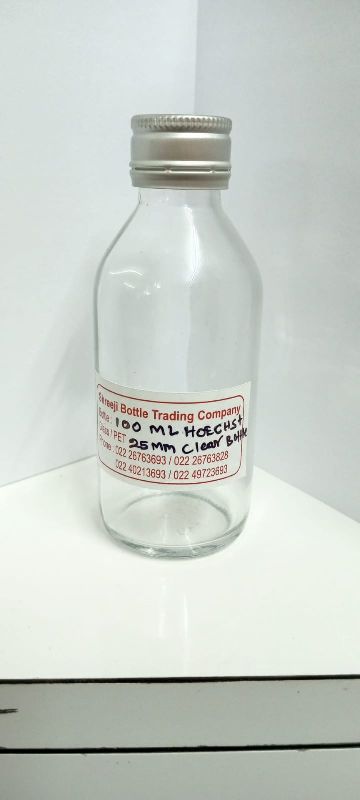 Shreeji Bottle Trading Company
Bottle : 100 ML HOECHST
Glass / PET 25MM Clear Bottle
Phone : 022 26763693 / 022 26763828
022 40213693 / 022 49723693